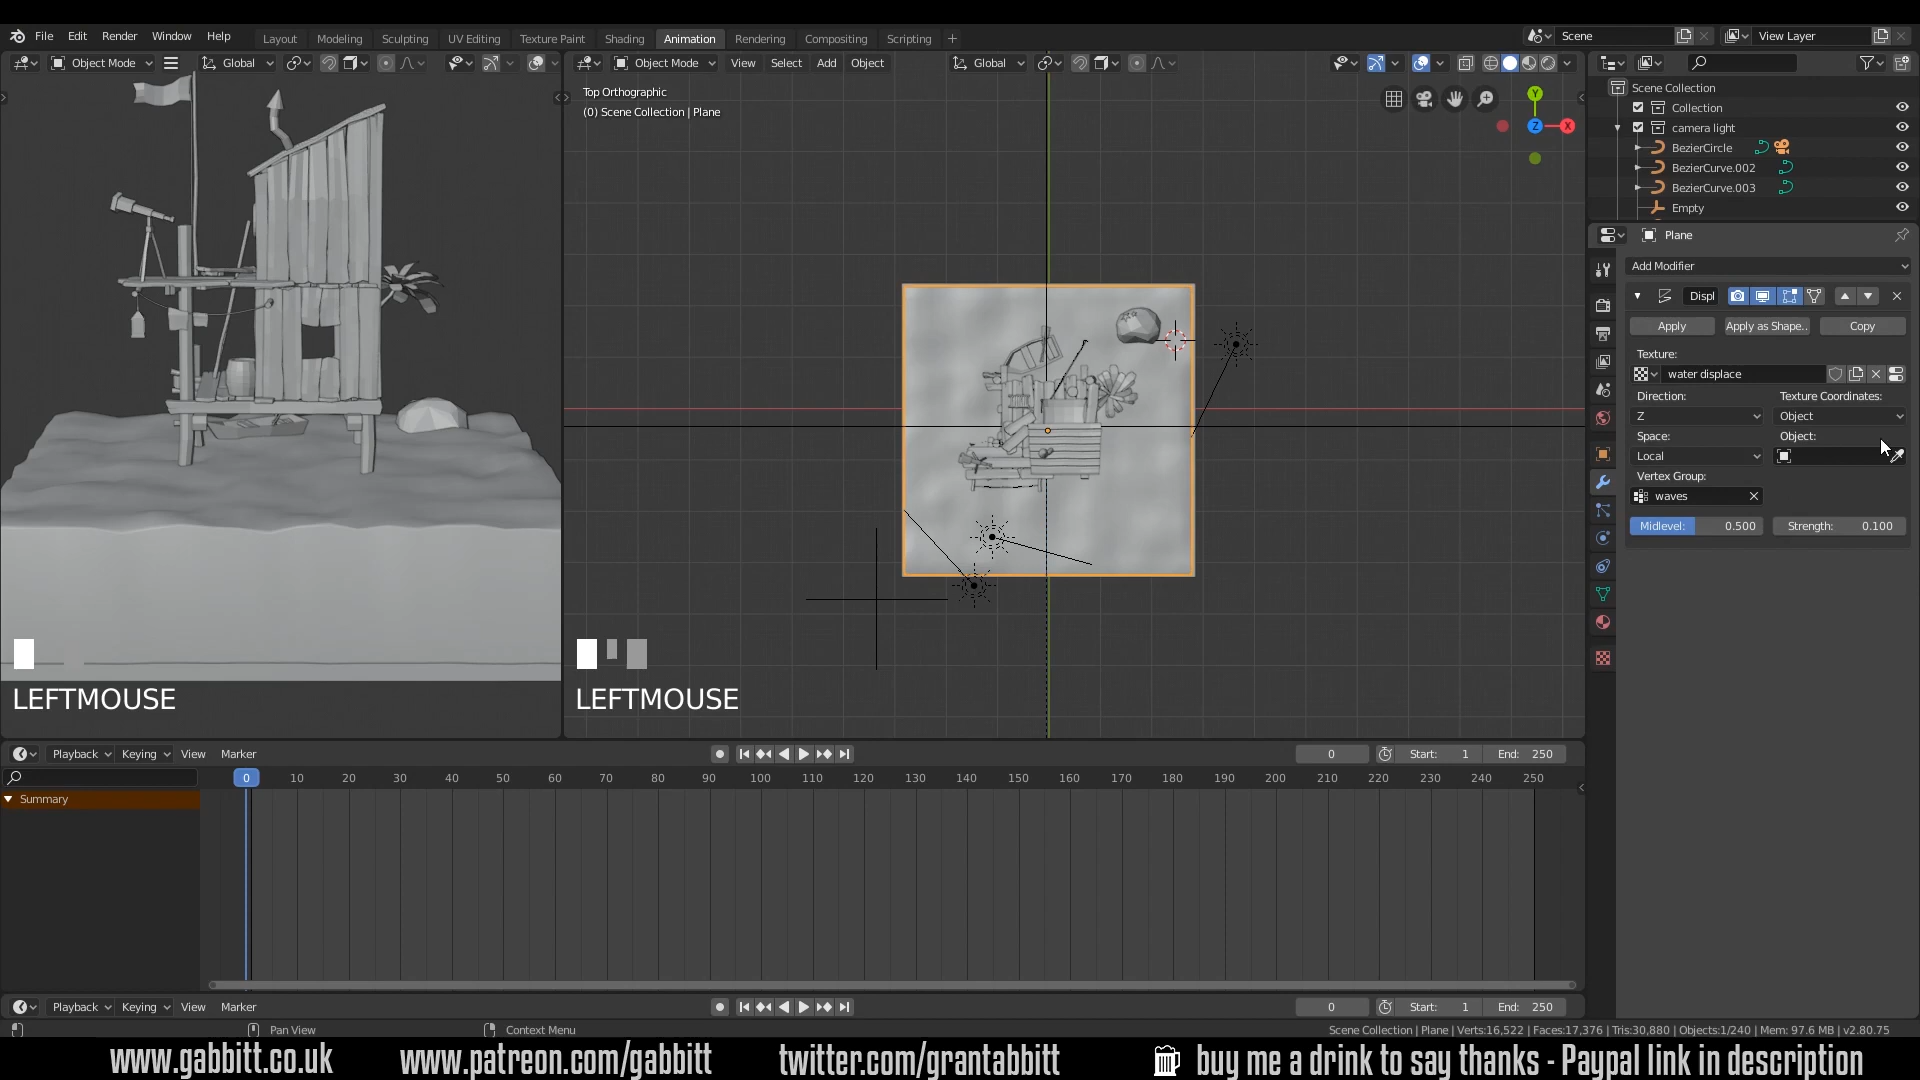 File Edit Render Window Help
Layout Modeling Sculpting UV Editing Texture Paint Shading Animation Rendering Compositing Scripting
Scene View Layer
Object Mode Global
Object Mode View Select Add Object Global
Top Orthographic
(0) Scene Collection | Plane
Y
Z
X
LEFTMOUSE
LEFTMOUSE
Scene Collection
Collection
camera light
BezierCircle
BezierCurve.002
BezierCurve.003
Empty
Plane
Add Modifier
Displ
Apply Apply as Shape.. Copy
Texture:
water displace
Direction: Texture Coordinates:
Z Object
Space: Object:
Local
Vertex Group:
waves
Midlevel: 0.500 Strength: 0.100
Playback Keying View Marker 0 Start: 1 End: 250
0 10 20 30 40 50 60 70 80 90 100 110 120 130 140 150 160 170 180 190 200 210 220 230 240 250
Summary
Playback Keying View Marker 0 Start: 1 End: 250
Pan View Context Menu Scene Collection | Plane | Verts:16,522 | Faces:17,376 | Tris:30,880 | Objects:1/240 | Mem: 97.6 MB | v2.80.75
www.gabbitt.co.uk www.patreon.com/gabbitt twitter.com/grantabbitt buy me a drink to say thanks - Paypal link in description